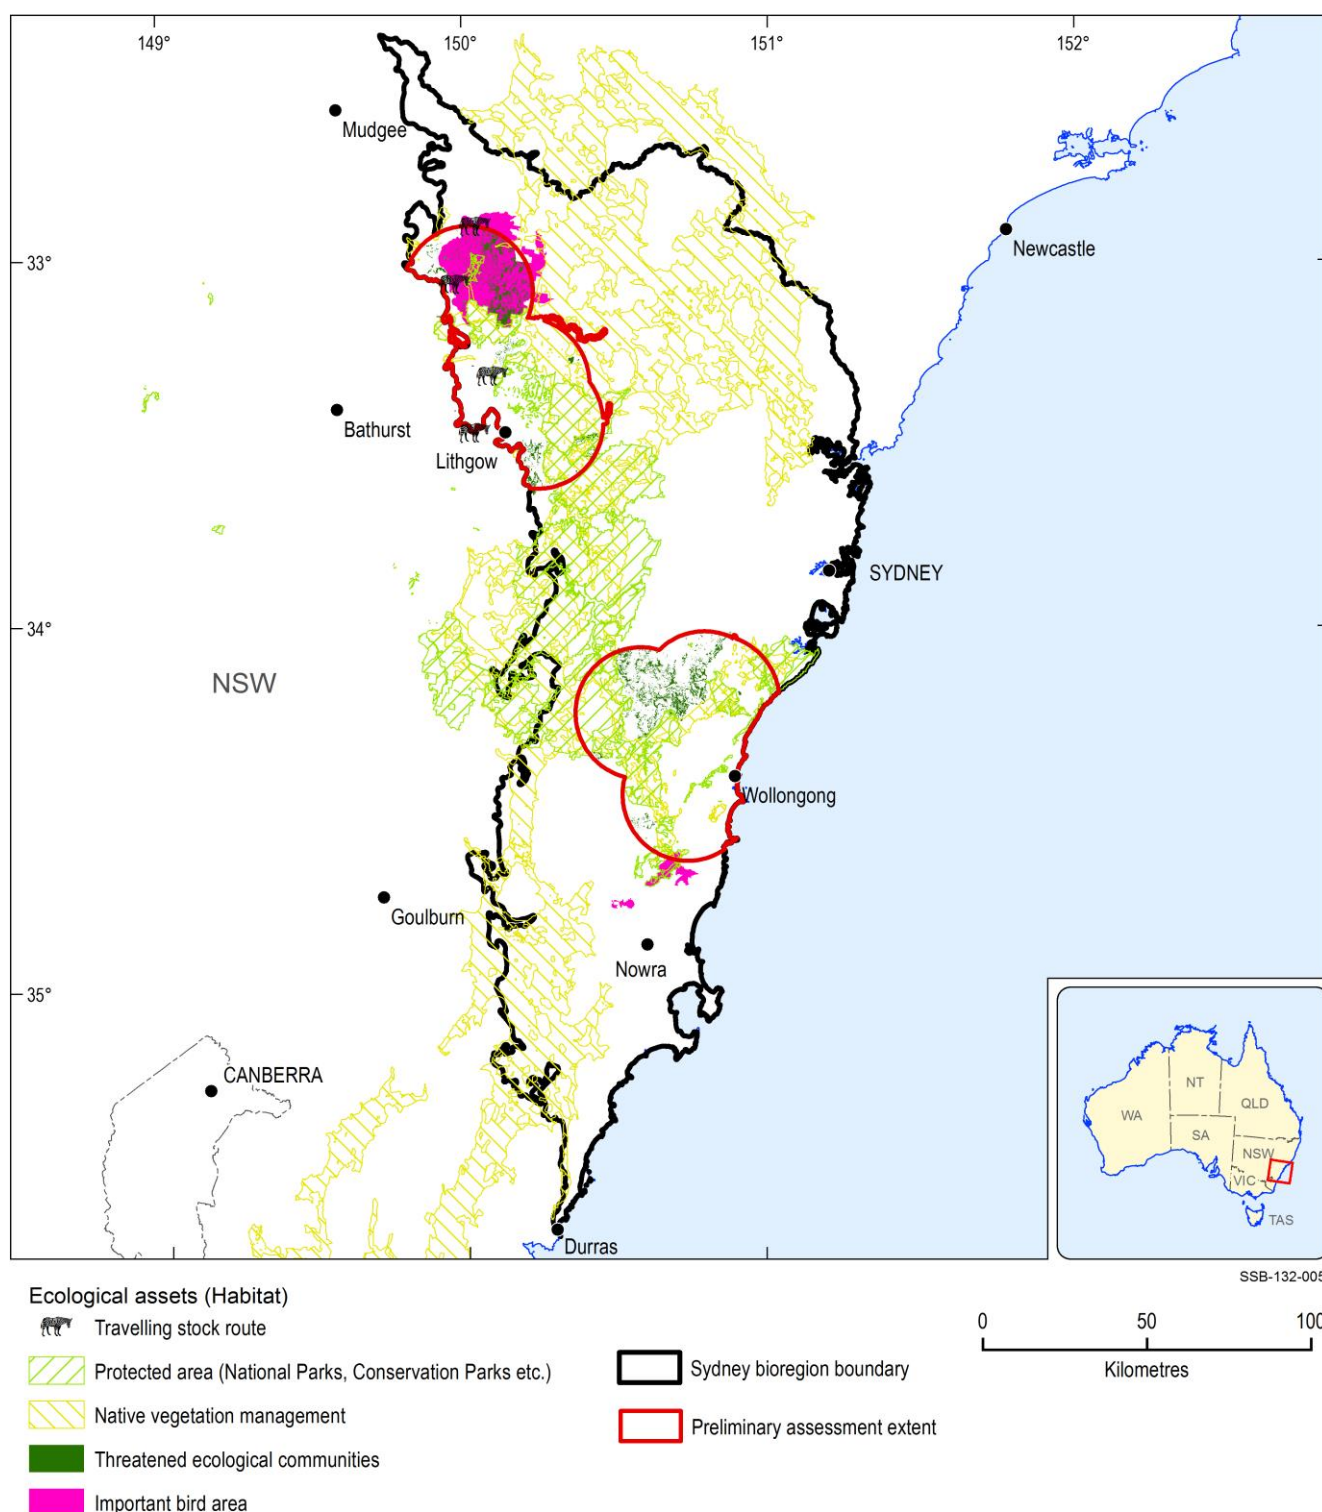 149°
150°
151°
152°
Mudgee
Newcastle
33°
Bathurst
Lithgow
SYDNEY
34°
NSW
Wollongong
Goulburn
Nowra
35°
CANBERRA
Durras
NT
QLD
WA
SA
NSW
VIC
TAS
SSB-132-005
Ecological assets (Habitat)
Travelling stock route
Protected area (National Parks, Conservation Parks etc.)
Native vegetation management
Threatened ecological communities
Important bird area
Sydney bioregion boundary
Preliminary assessment extent
0 50 100
Kilometres